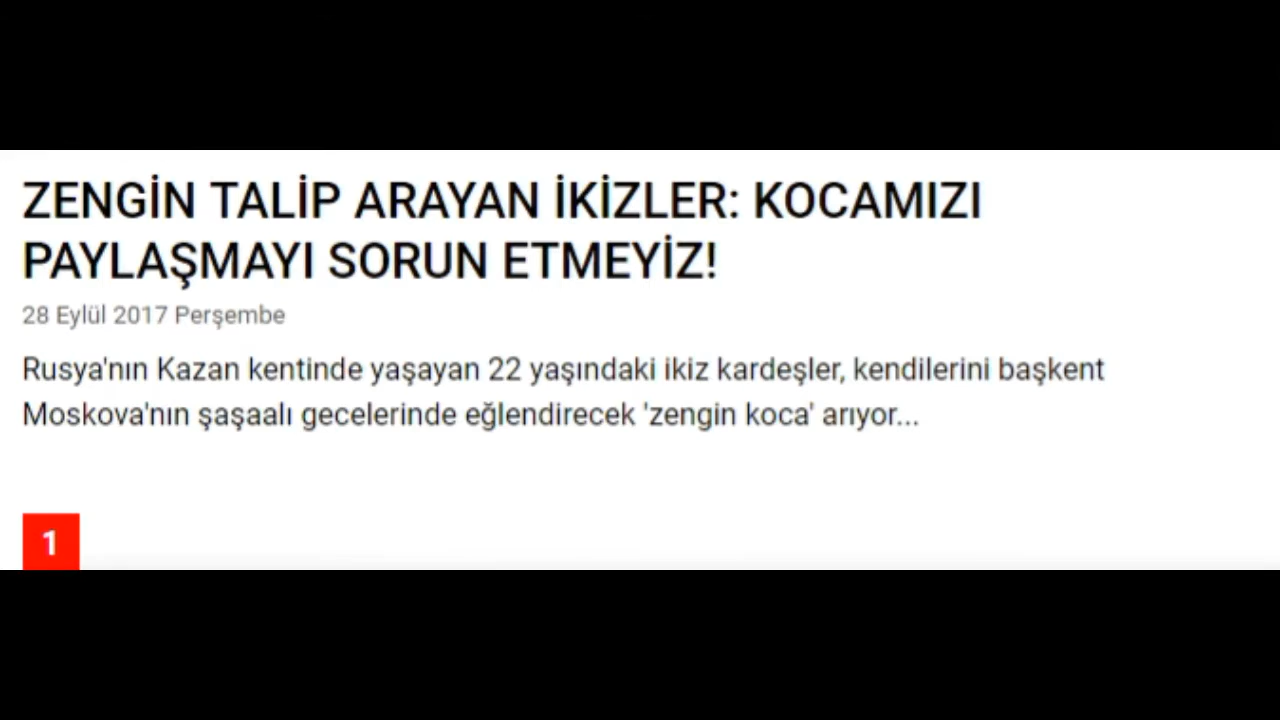 ZENGİN TALİP ARAYAN İKİZLER: KOCAMIZI
PAYLAŞMAYI SORUN ETMEYİZ!
28 Eylül 2017 Perşembe
Rusya'nın Kazan kentinde yaşayan 22 yaşındaki ikiz kardeşler, kendilerini başkent
Moskova'nın şaşaalı gecelerinde eğlendirecek 'zengin koca' arıyor...
1